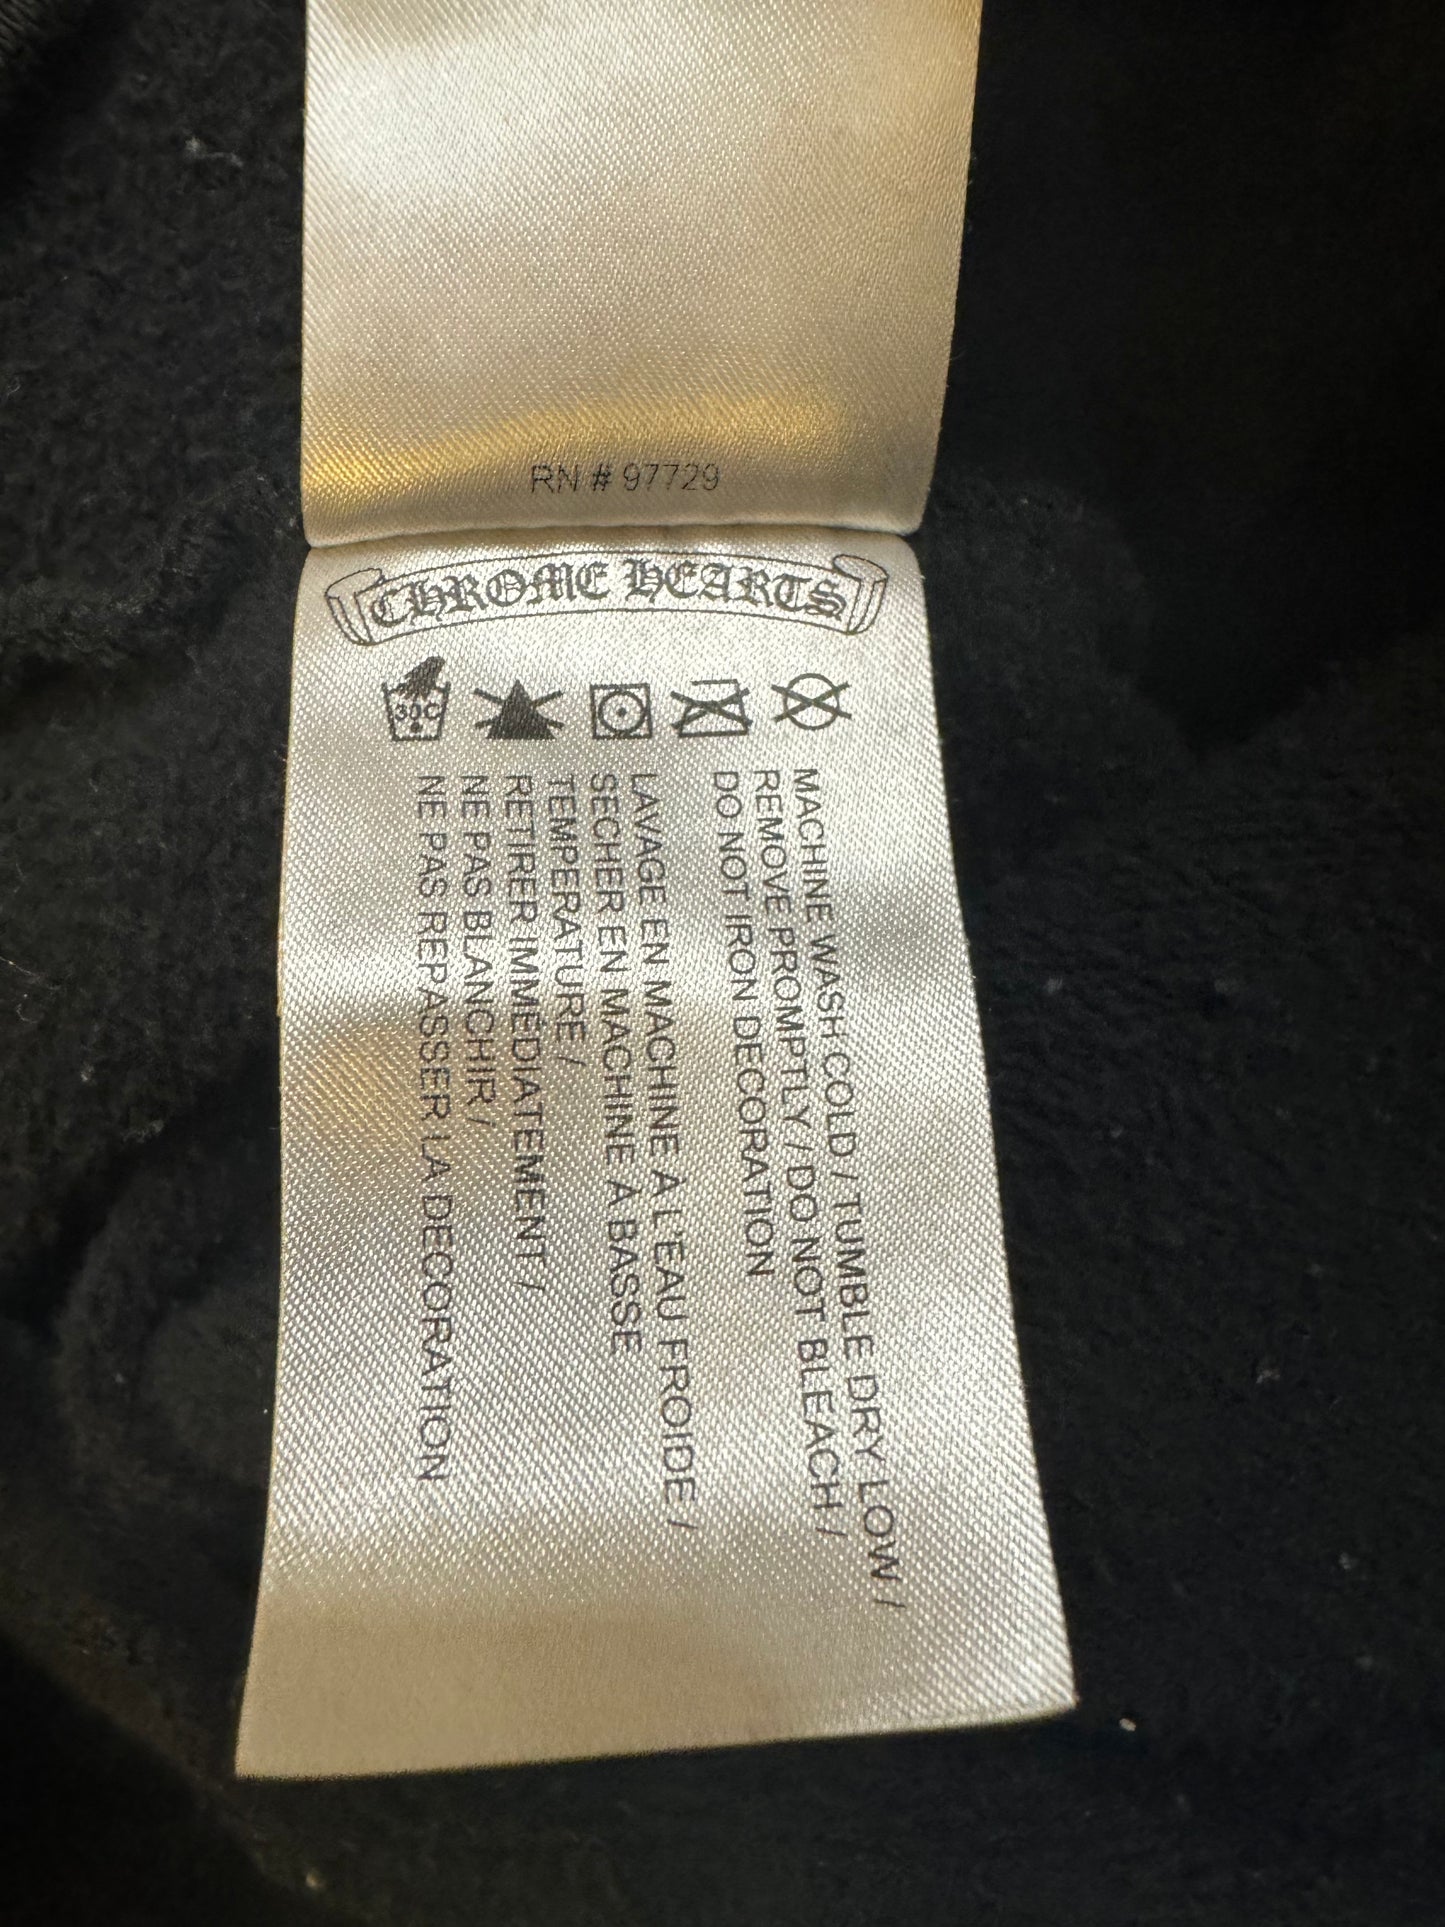 RN # 97729
CHROME HEARTS
30C
MACHINE WASH COLD / TUMBLE DRY LOW /
REMOVE PROMPTLY / DO NOT BLEACH /
DO NOT IRON DECORATION
LAVAGE EN MACHINE À L'EAU FROIDE /
SECHER EN MACHINE À BASSE
TEMPERATURE /
RETIRER IMMÉDIATEMENT /
NE PAS BLANCHIR /
NE PAS REPASSER LA DECORATION